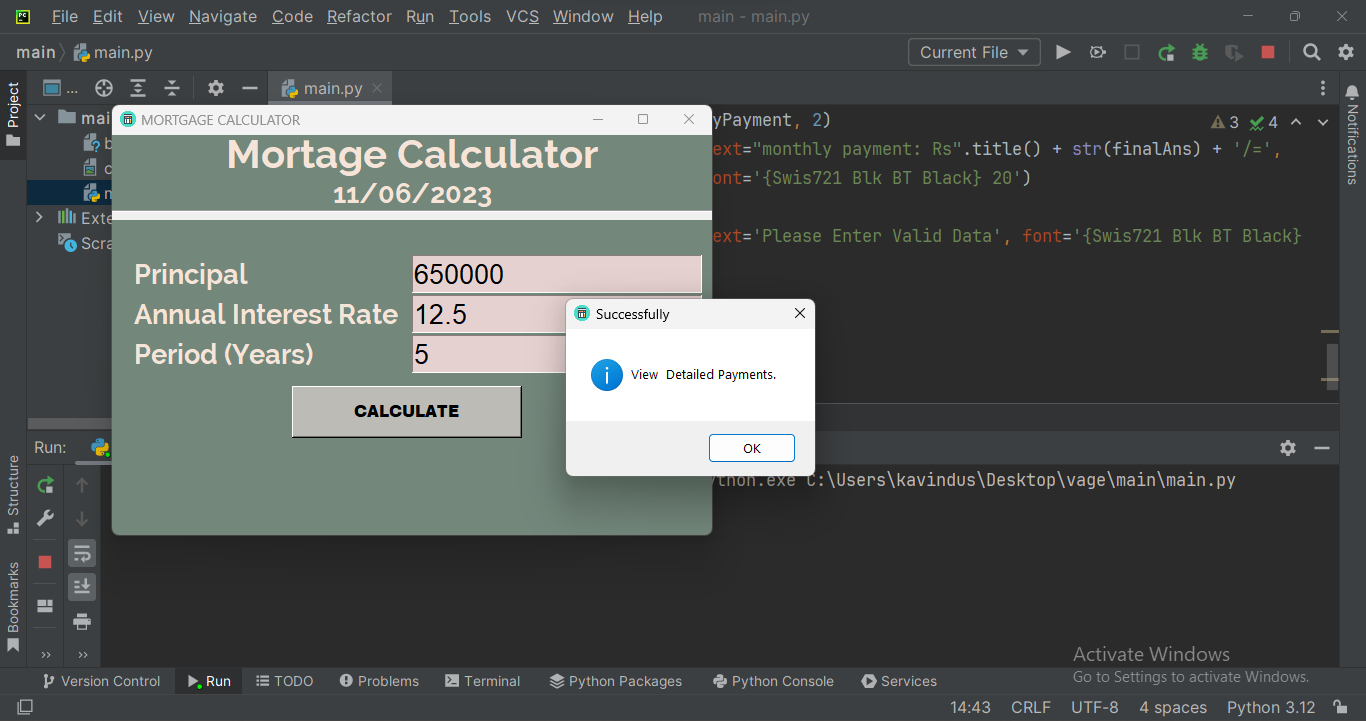 File Edit View Navigate Code Refactor Run Tools VCS Window Help main - main.py
main main.py Current File
... main.py
Project
Notifications
mai
MORTGAGE CALCULATOR
Mortage Calculator
11/06/2023
Exte
Scra
yPayment, 2)
ext="monthly payment: Rs".title() + str(finalAns) + '/=',
ont='{Swis721 Blk BT Black} 20')
ext='Please Enter Valid Data', font='{Swis721 Blk BT Black}
3 4
Principal 650000
Annual Interest Rate 12.5
Period (Years) 5
CALCULATE
Successfully
View Detailed Payments.
OK
Run:
ython.exe C:\Users\kavindus\Desktop\vage\main\main.py
Structure
Bookmarks
Activate Windows
Go to Settings to activate Windows.
Version Control Run TODO Problems Terminal Python Packages Python Console Services
14:43 CRLF UTF-8 4 spaces Python 3.12